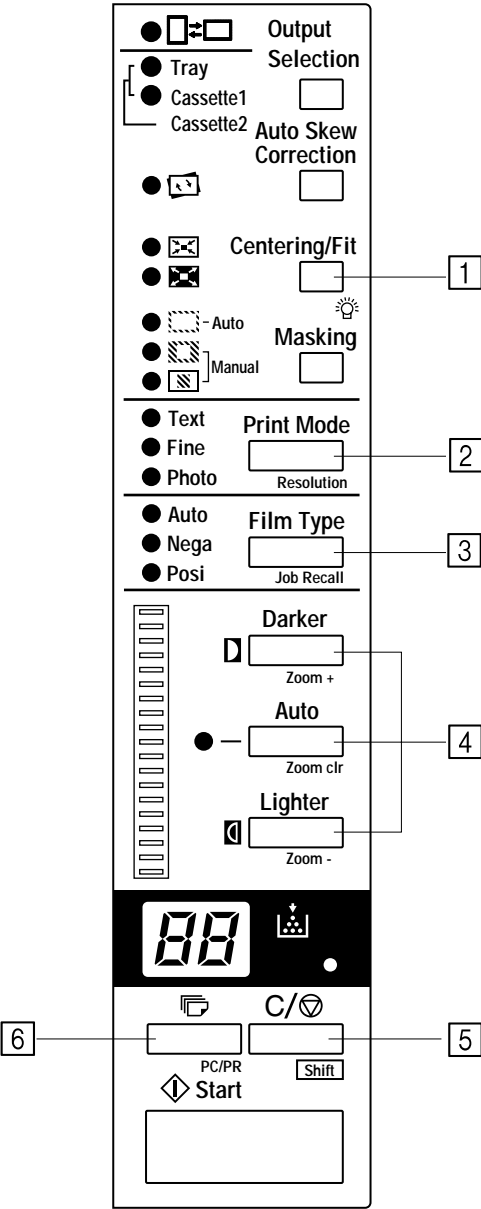 Output
Selection
Tray
Cassette1
Cassette2
Auto Skew
Correction
Centering/Fit
1
Auto
Masking
Manual
Text
Print Mode
Fine
2
Photo
Resolution
Auto
Film Type
Nega
3
Posi
Job Recall
Darker
Zoom +
Auto
4
Zoom clr
Lighter
Zoom -
88
C/
6
5
PC/PR
Shift
Start